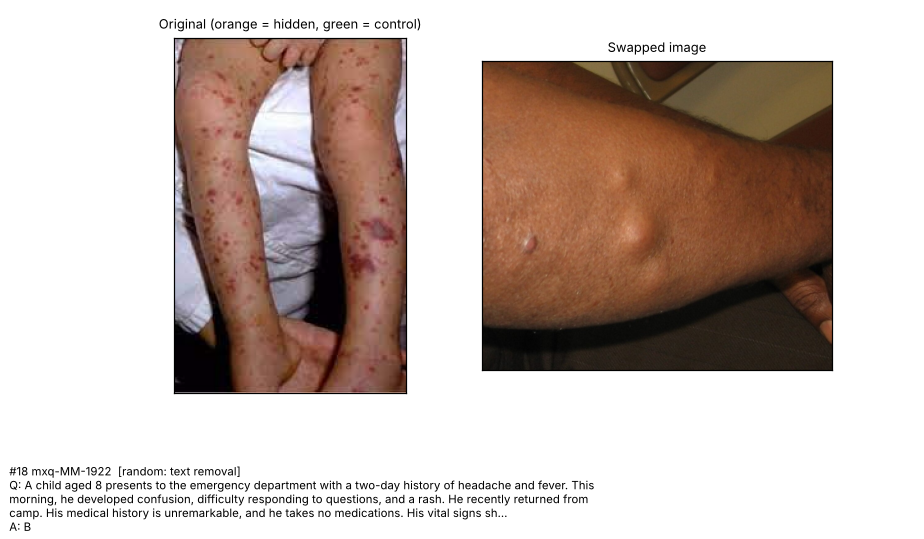 Original (orange = hidden, green = control)
Swapped image
#18 mxq-MM-1922  [random: text removal]
Q: A child aged 8 presents to the emergency department with a two-day history of headache and fever. This
morning, he developed confusion, difficulty responding to questions, and a rash. He recently returned from
camp. His medical history is unremarkable, and he takes no medications. His vital signs sh...
A: B